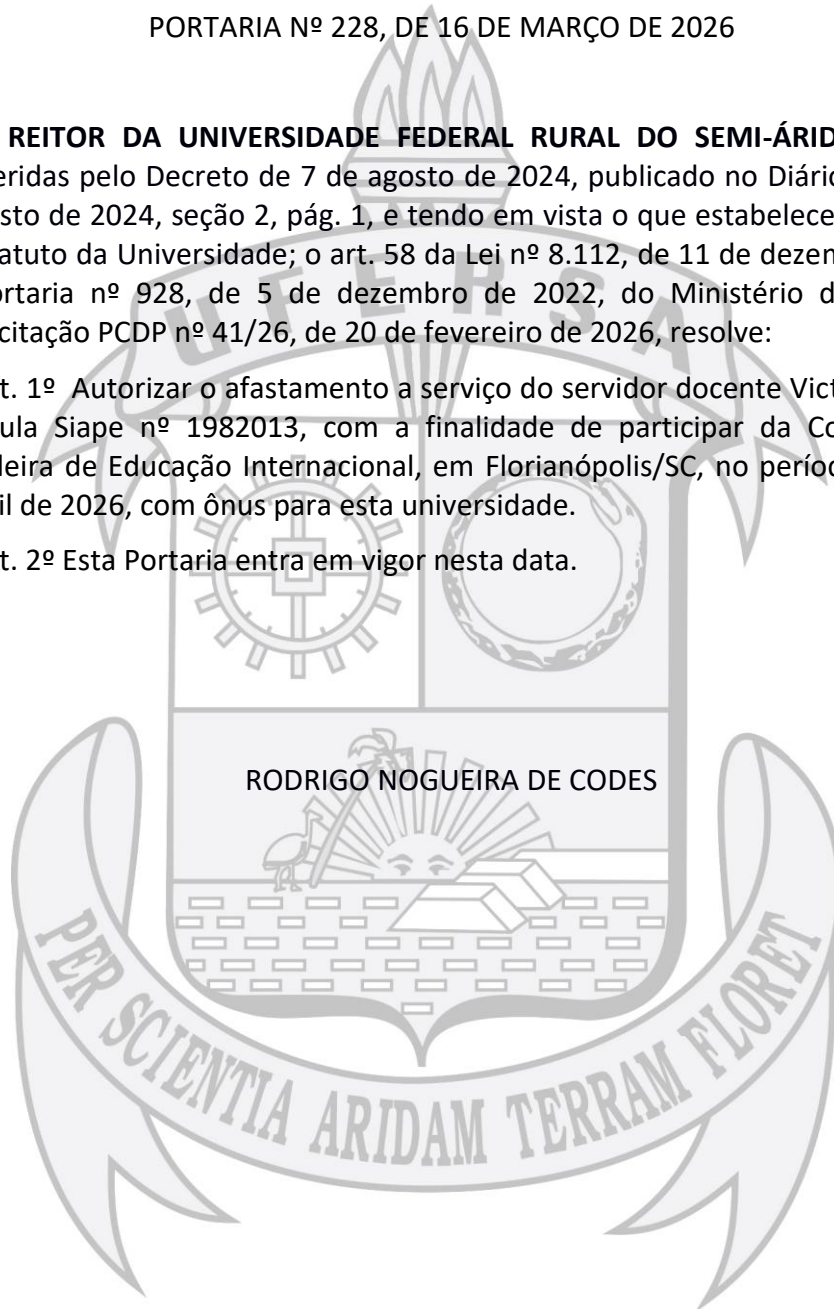 PORTARIA Nº 228, DE 16 DE MARÇO DE 2026
REITOR DA UNIVERSIDADE FEDERAL RURAL DO SEMI-ÁRID
eridas pelo Decreto de 7 de agosto de 2024, publicado no Diário
sto de 2024, seção 2, pág. 1, e tendo em vista o que estabelece
atuto da Universidade; o art. 58 da Lei nº 8.112, de 11 de dezem
ortaria nº 928, de 5 de dezembro de 2022, do Ministério d
icitação PCDP nº 41/26, de 20 de fevereiro de 2026, resolve:
t. 1º Autorizar o afastamento a serviço do servidor docente Vict
ula Siape nº 1982013, com a finalidade de participar da Co
leira de Educação Internacional, em Florianópolis/SC, no períod
il de 2026, com ônus para esta universidade.
t. 2º Esta Portaria entra em vigor nesta data.
RODRIGO NOGUEIRA DE CODES
UFERSA
PER SCIENTIA ARIDAM TERRAM FLORET